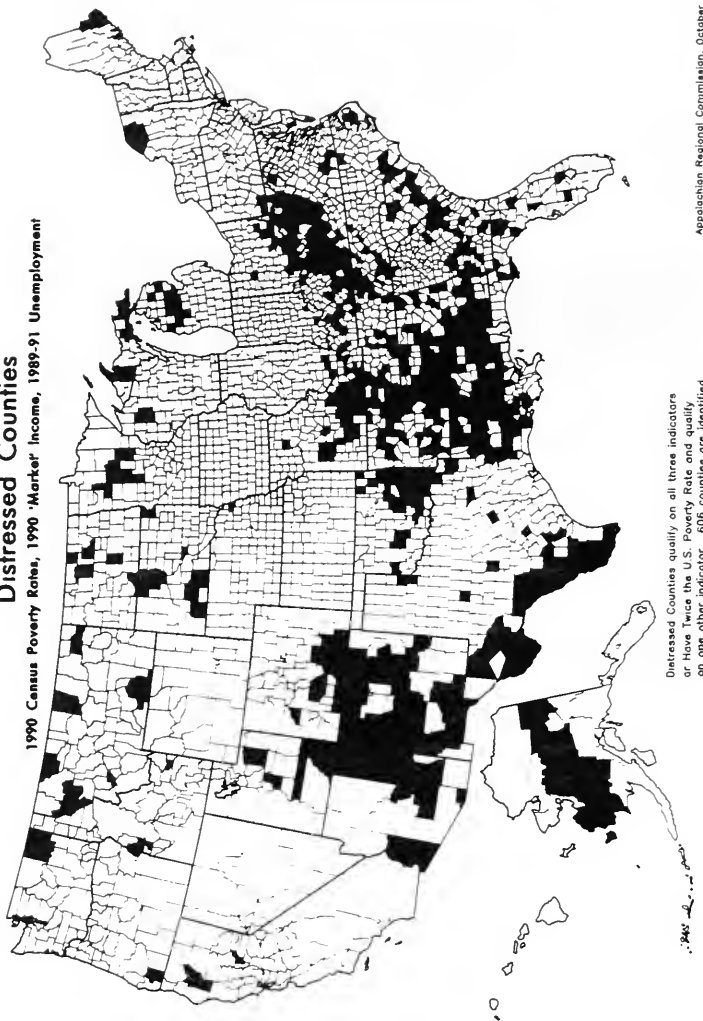 Distressed Counties
1990 Census Poverty Rates, 1990 'Market' Income, 1989-91 Unemployment
Distressed Counties qualify on all three indicators
or Have Twice the U.S. Poverty Rate and qualify
on one other indicator. 606 counties are identified
Appalachian Regional Commission, October